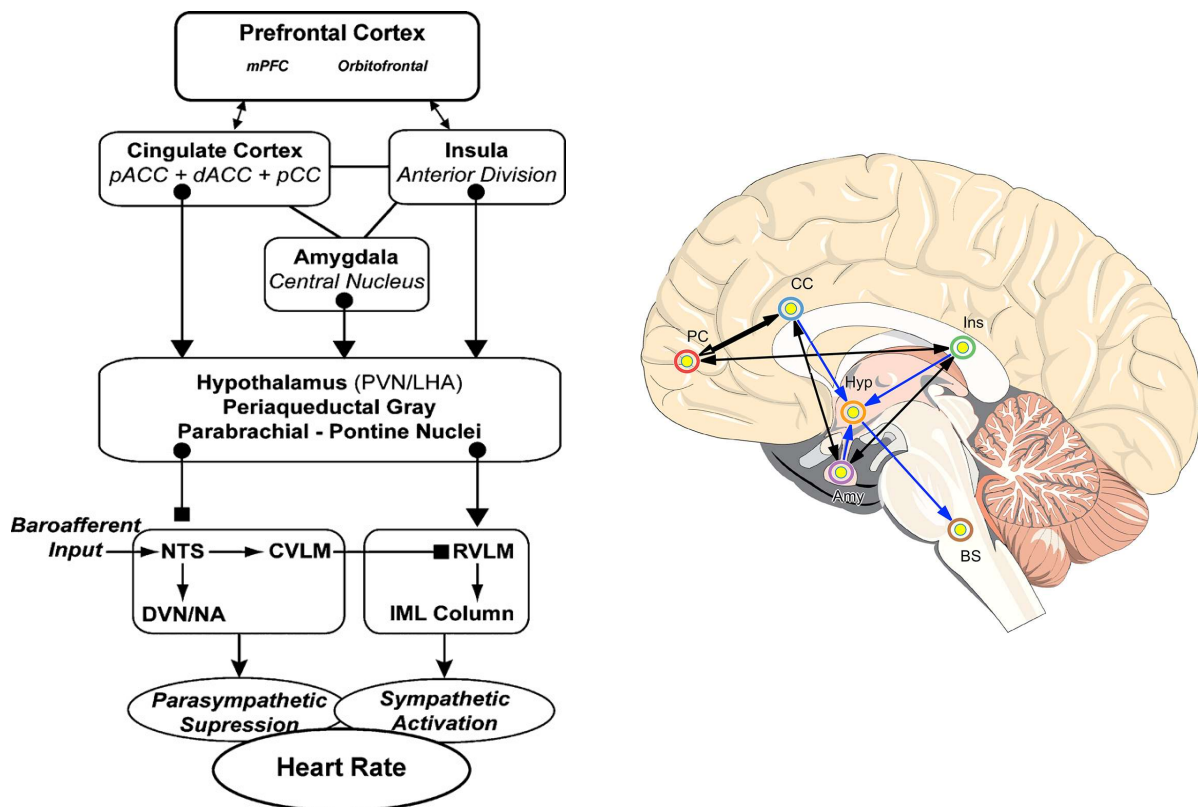 Prefrontal Cortex
mPFC Orbitofrontal
Cingulate Cortex
pACC + dACC + pCC
Insula
Anterior Division
Amygdala
Central Nucleus
Hypothalamus (PVN/LHA)
Periaqueductal Gray
Parabrachial - Pontine Nuclei
Baroafferent
Input
NTS
CVLM
RVLM
DVN/NA
IML Column
Parasympathetic
Supression
Sympathetic
Activation
Heart Rate
CC
PC
Ins
Hyp
Amy
BS